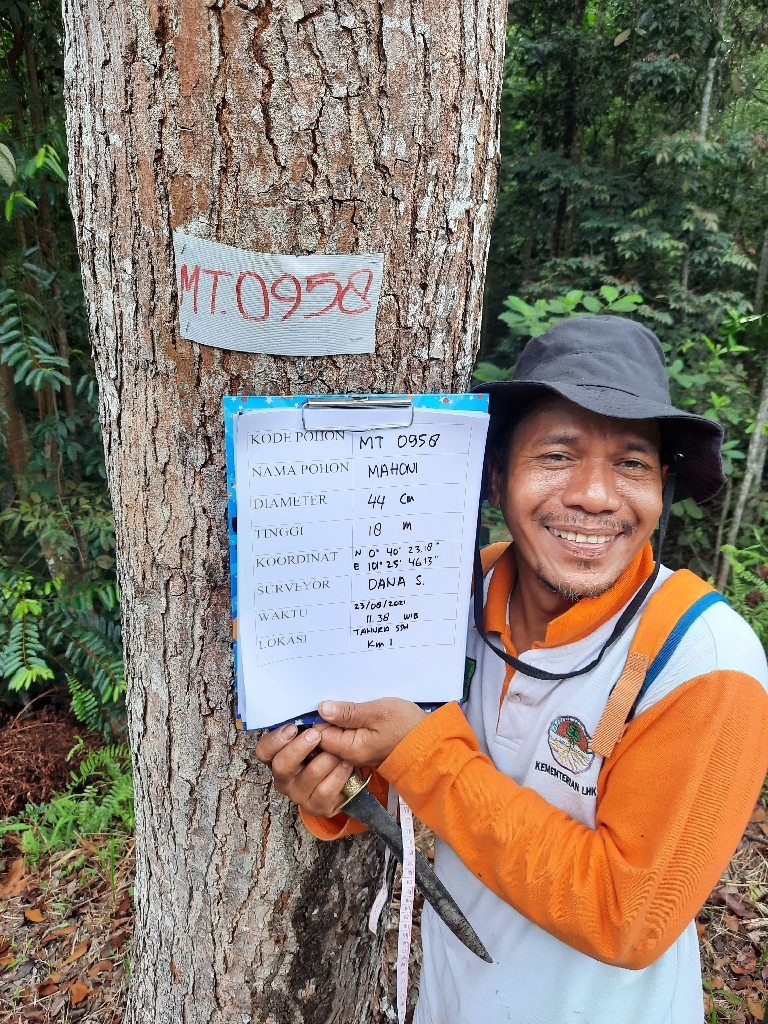 MT.0958
KODE POHON MT 0958
NAMA POHON MAHONI
DIAMETER 44 Cm
TINGGI 18 m
KOORDINAT N 0° 40' 23.18"
E 101° 25' 46.13"
SURVEYOR DANA S.
WAKTU 23/08/2021
11.38 WIB
LOKASI TAHURA SSH
Km 1
KEMENTERIAN LHK